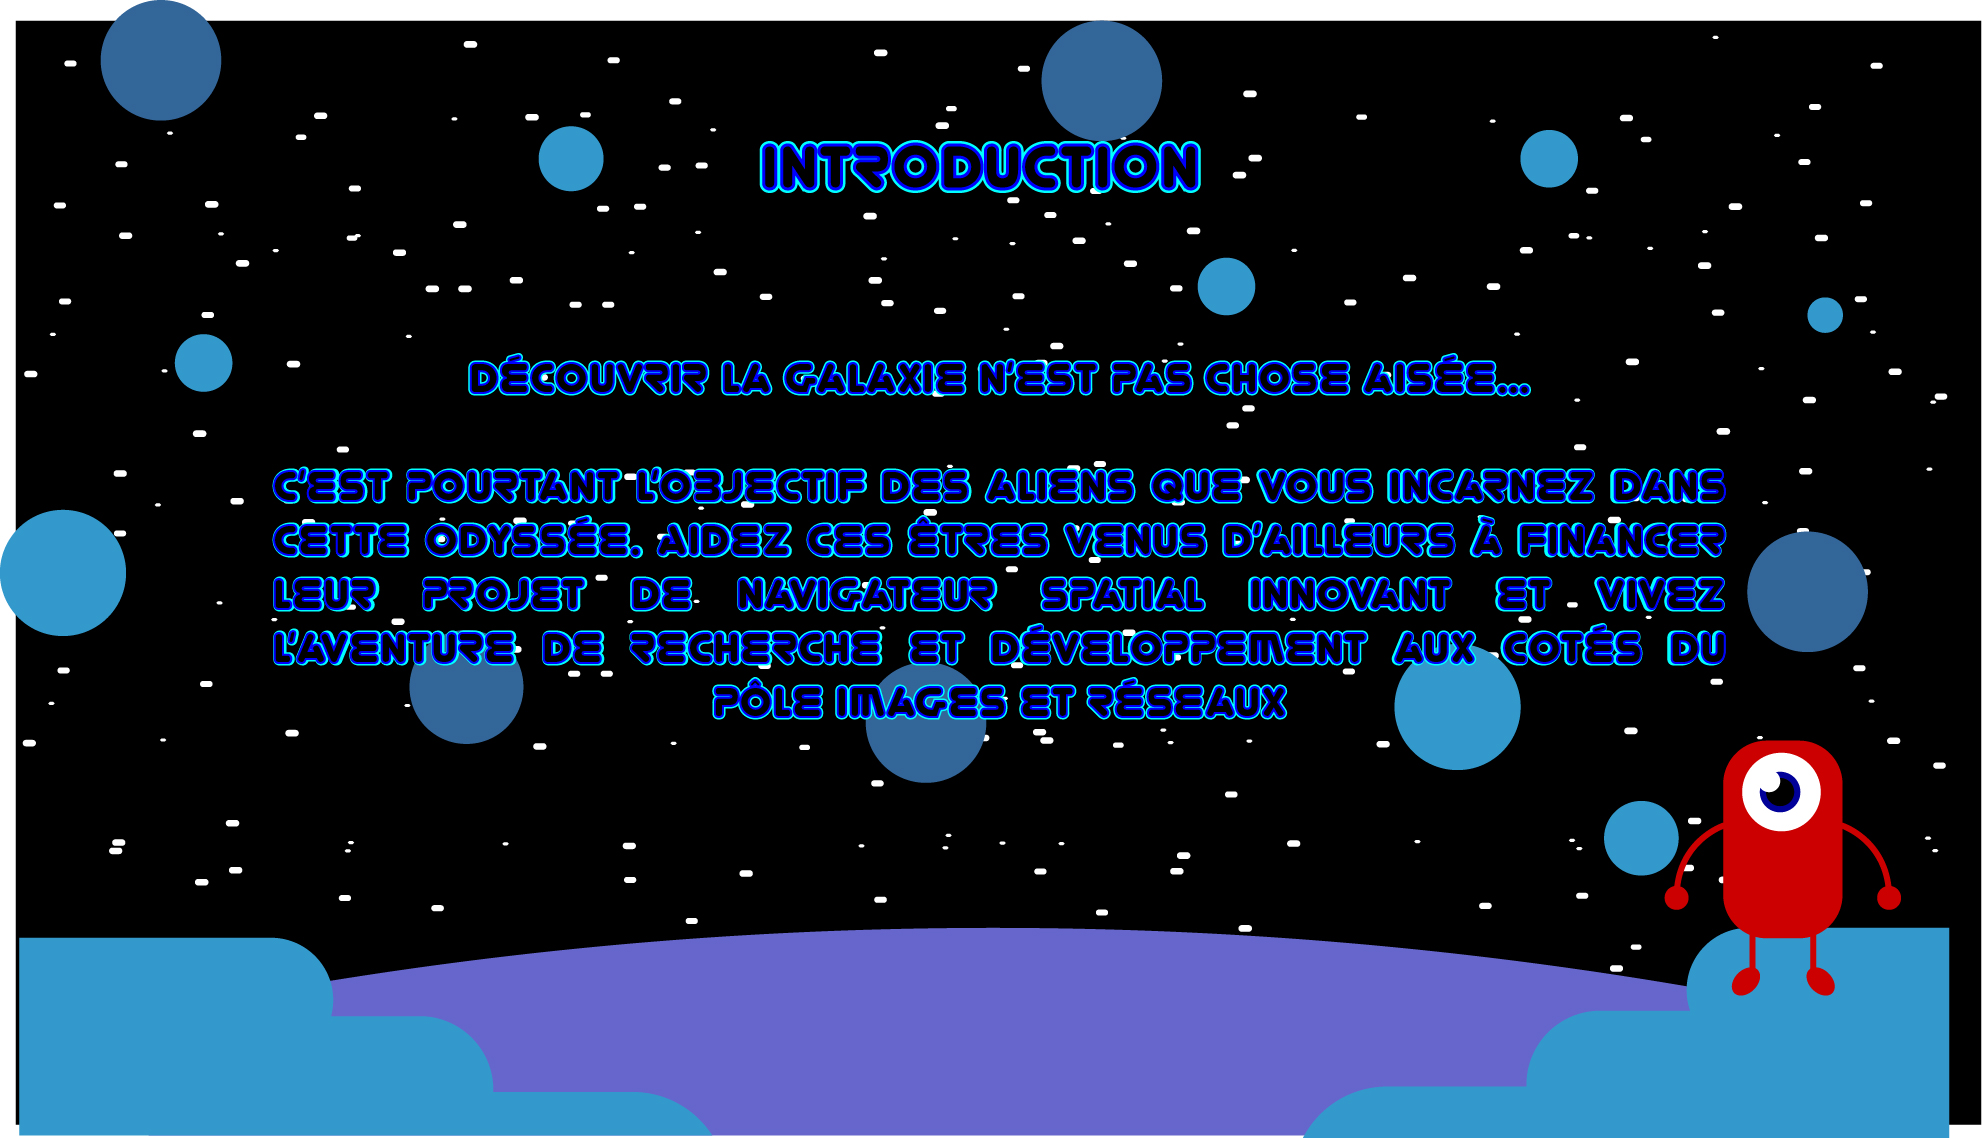 INTRODUCTION
DÉCOUVRIR LA GALAXIE N'EST PAS CHOSE AISÉE...
C'EST POURTANT L'OBJECTIF DES ALIENS QUE VOUS INCARNEZ DANS
CETTE ODYSSÉE. AIDEZ CES ÊTRES VENUS D'AILLEURS À FINANCER
LEUR PROJET DE NAVIGATEUR SPATIAL INNOVANT ET VIVEZ
L'AVENTURE DE RECHERCHE ET DÉVELOPPEMENT AUX COTÉS DU
PÔLE IMAGES ET RÉSEAUX